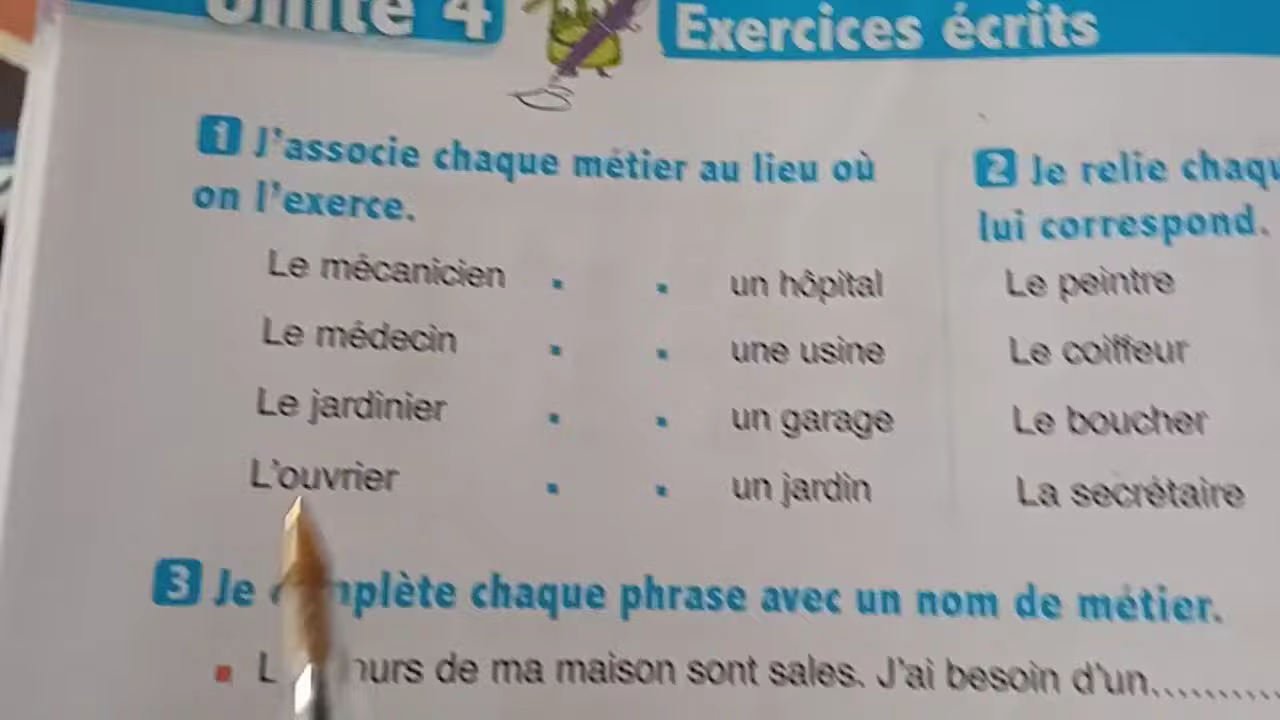 Unité 4
Exercices écrits
1 J'associe chaque métier au lieu où
on l'exerce.
Le mécanicien . . un hôpital
Le médecin . . une usine
Le jardinier . . un garage
L'ouvrier . . un jardin
2 Je relie
lui correspond.
Le peintre
Le coiffeur
Le boucher
La secrétaire
3 Je complète chaque phrase avec un nom de métier.
murs de ma maison sont sales. J'ai besoin d'un..........